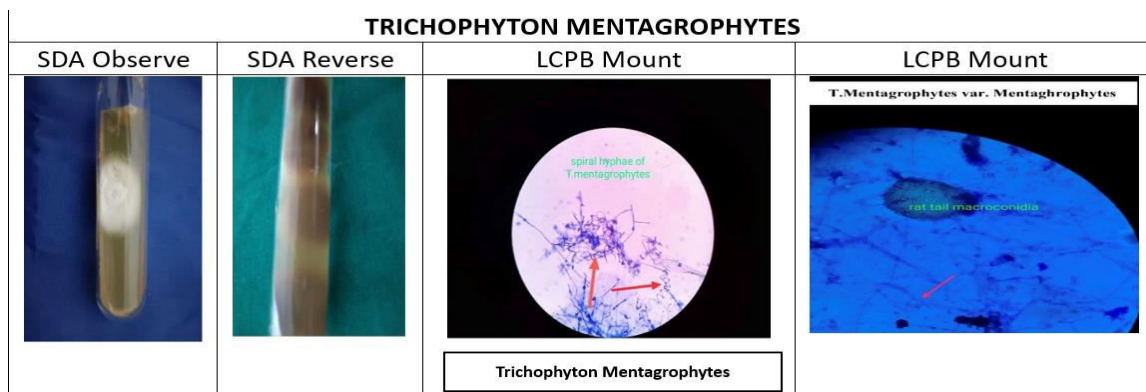 TRICHOPHYTON MENTAGROPHYTES
SDA Observe
SDA Reverse
LCPB Mount
LCPB Mount
spiral hyphae of
T.mentagrophytes
Trichophyton Mentagrophytes
T.Mentagrophytes var. Mentaghrophytes
rat tail macroconidia